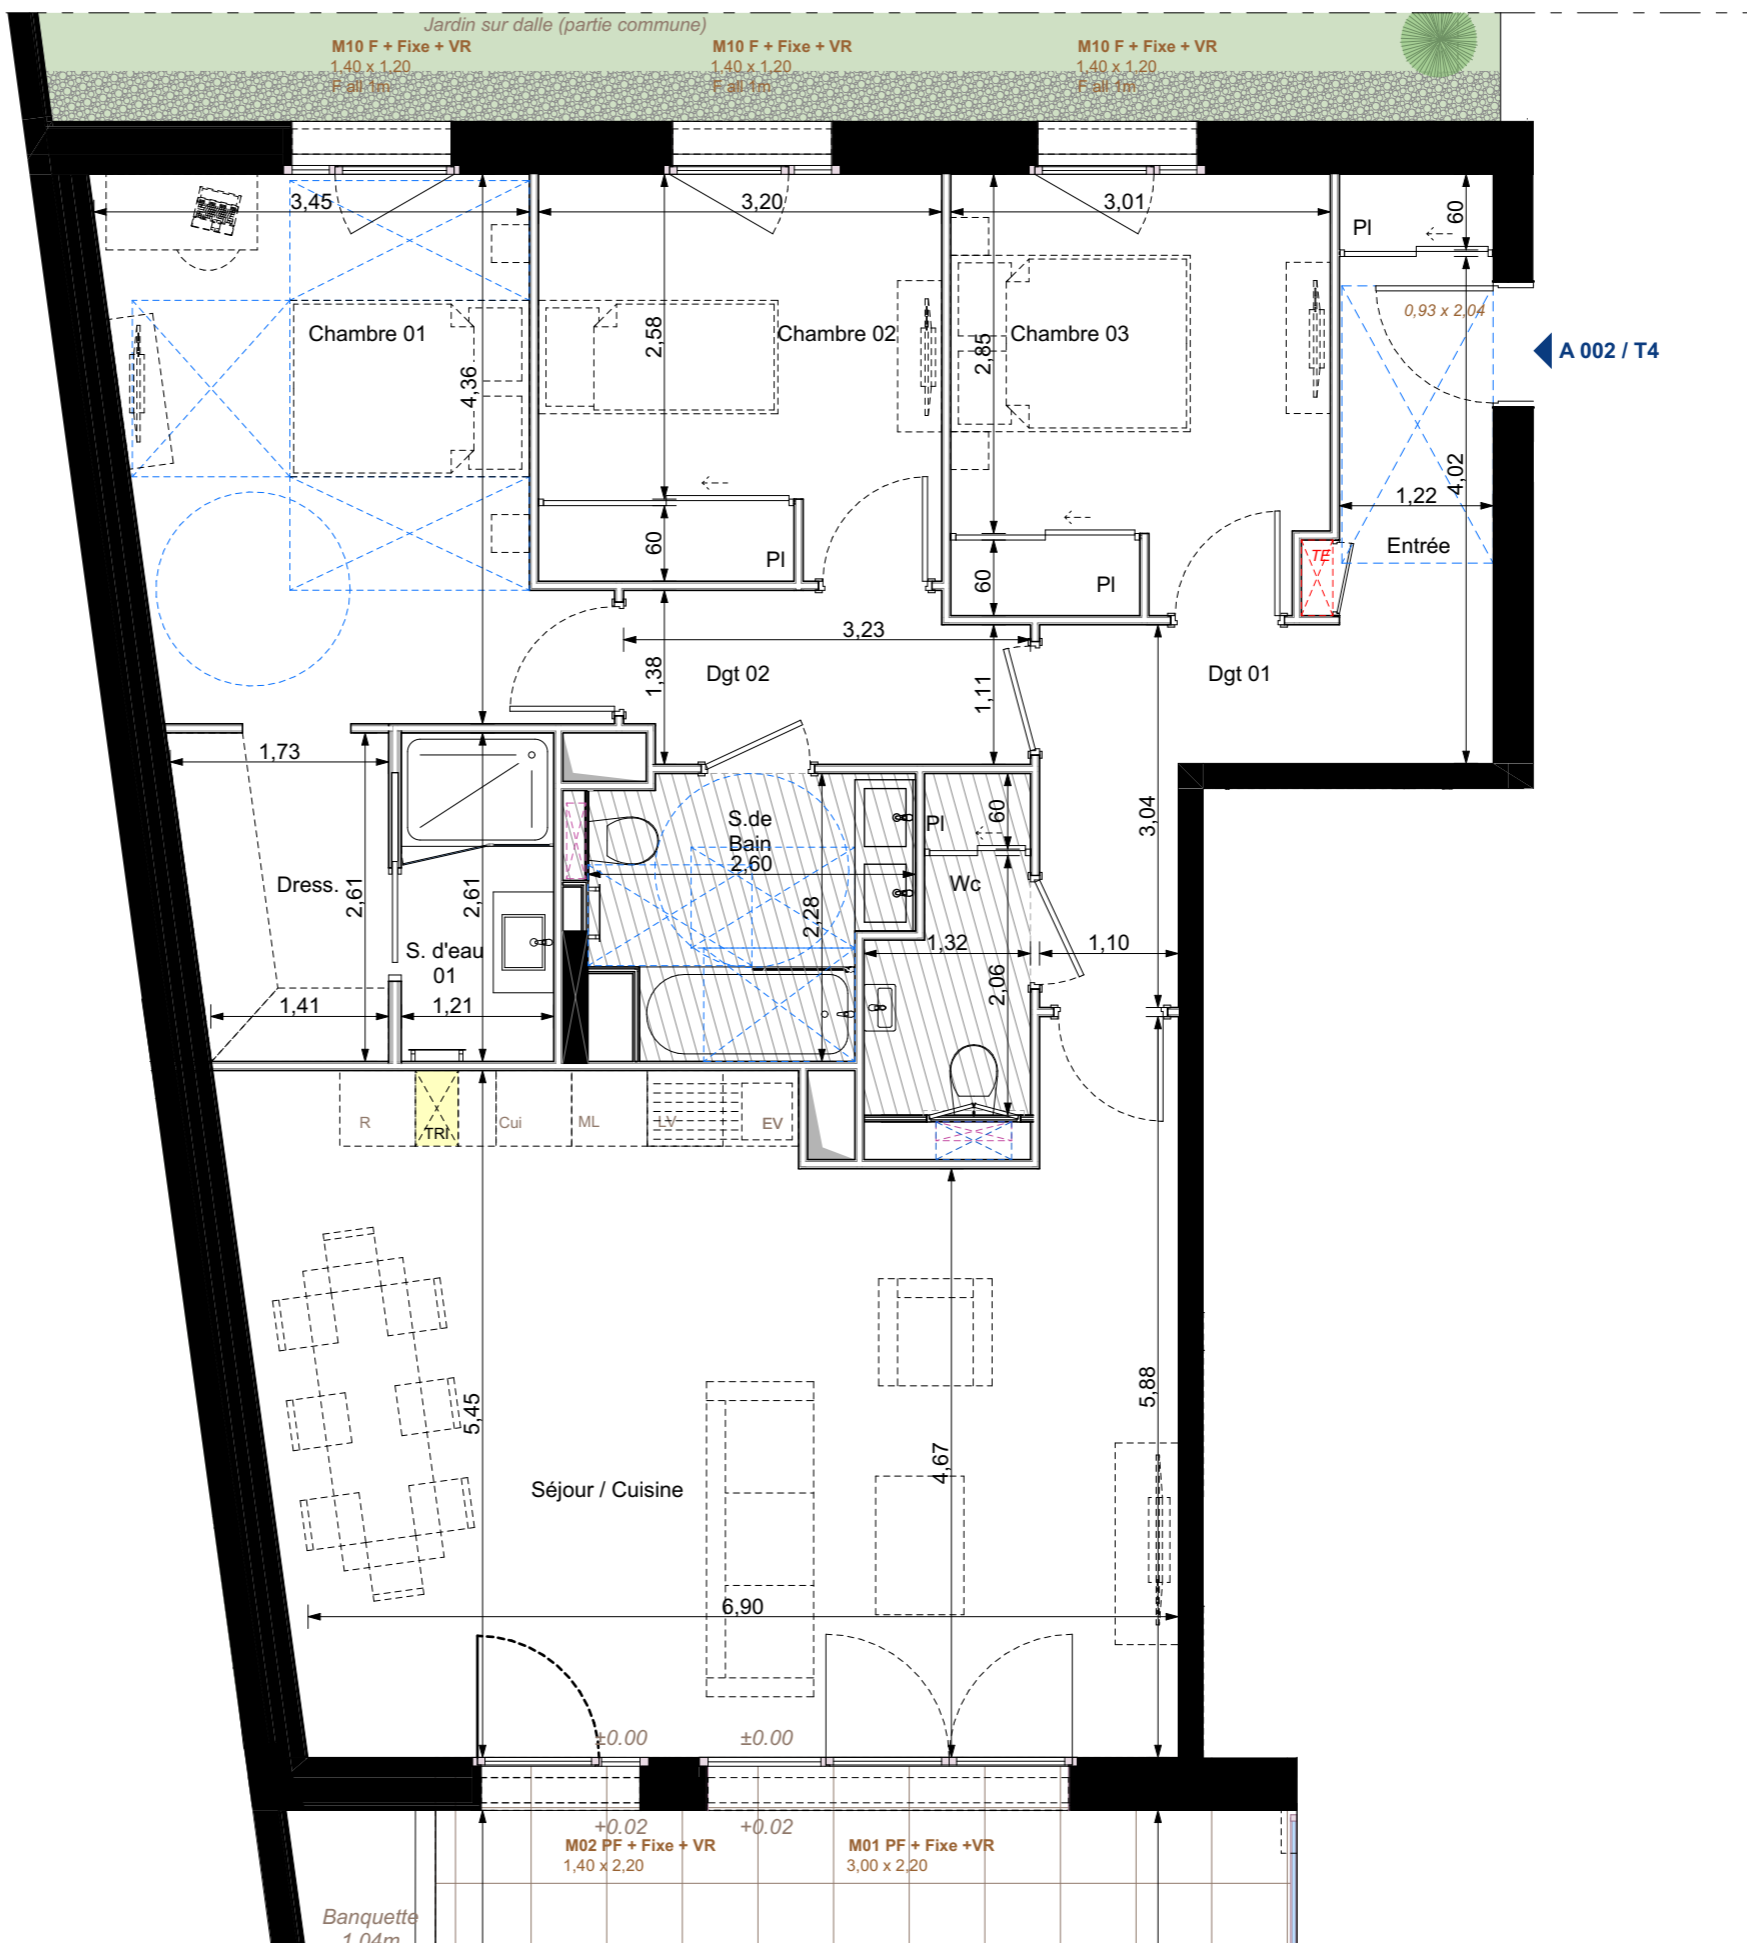 Jardin sur dalle (partie commune)
M10 F + Fixe + VR
1,40 x 1,20
F all 1m
M10 F + Fixe + VR
1,40 x 1,20
F all 1m
M10 F + Fixe + VR
1,40 x 1,20
F all 1m
3,45
3,20
3,01
60
Pl
0,93 x 2,04
Chambre 01
Chambre 02
Chambre 03
A 002 / T4
2,58
2,85
4,36
4,02
1,22
Entrée
60
Pl
60
Pl
TE
3,23
1,38
Dgt 02
1,11
Dgt 01
1,73
S.de
Bain
2,60
Pl
60
3,04
Dress.
2,61
2,61
Wc
2,28
S. d'eau
01
1,32
1,10
2,06
1,41
1,21
R
TRI
Cui
ML
LV
EV
5,45
5,88
4,67
Séjour / Cuisine
6,90
±0.00
±0.00
+0.02
+0.02
M02 PF + Fixe + VR
1,40 x 2,20
M01 PF + Fixe +VR
3,00 x 2,20
Banquette
1.04m